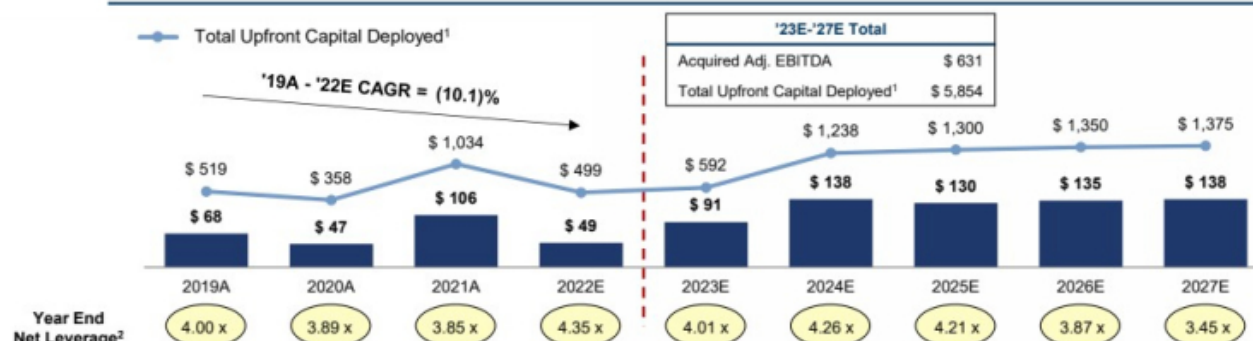 Total Upfront Capital Deployed¹
'19A - '22E CAGR = (10.1)%
'23E-'27E Total
Acquired Adj. EBITDA $ 631
Total Upfront Capital Deployed¹ $ 5,854
$ 519 $ 358 $ 1,034 $ 499 $ 592 $ 1,238 $ 1,300 $ 1,350 $ 1,375
$ 68 $ 47 $ 106 $ 49 $ 91 $ 138 $ 130 $ 135 $ 138
2019A 2020A 2021A 2022E 2023E 2024E 2025E 2026E 2027E
Year End
Net Leverage² 4.00 x 3.89 x 3.85 x 4.35 x 4.01 x 4.26 x 4.21 x 3.87 x 3.45 x